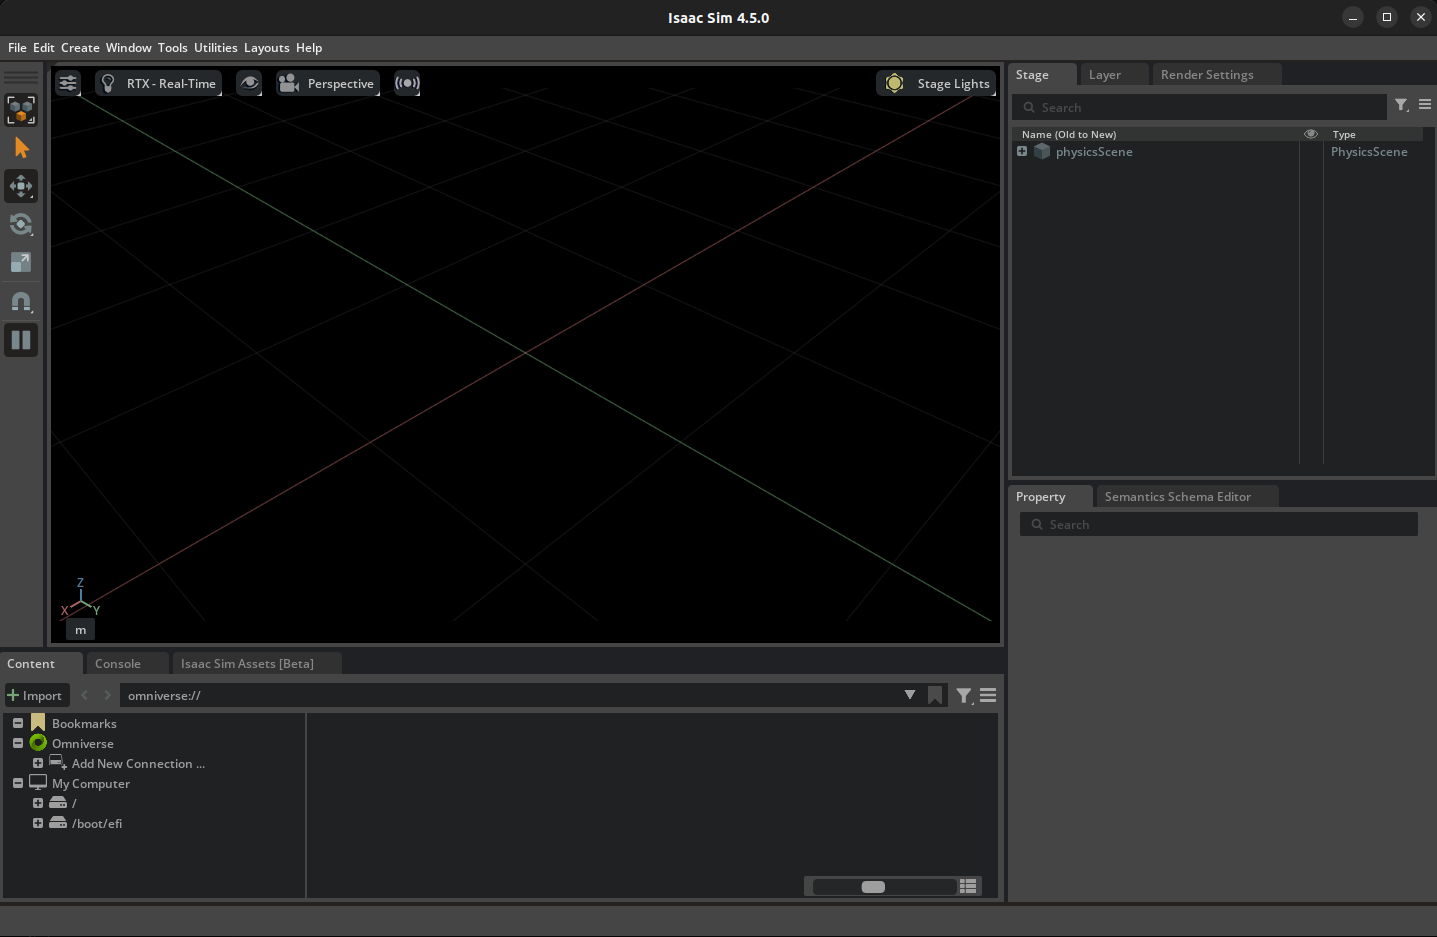 Isaac Sim 4.5.0
File Edit Create Window Tools Utilities Layouts Help
RTX - Real-Time
Perspective
Stage Lights
Z
X
Y
m
Stage
Layer
Render Settings
Search
Name (Old to New)
Type
physicsScene
PhysicsScene
Property
Semantics Schema Editor
Search
Content
Console
Isaac Sim Assets [Beta]
Import
omniverse://
Bookmarks
Omniverse
Add New Connection ...
My Computer
/
/boot/efi